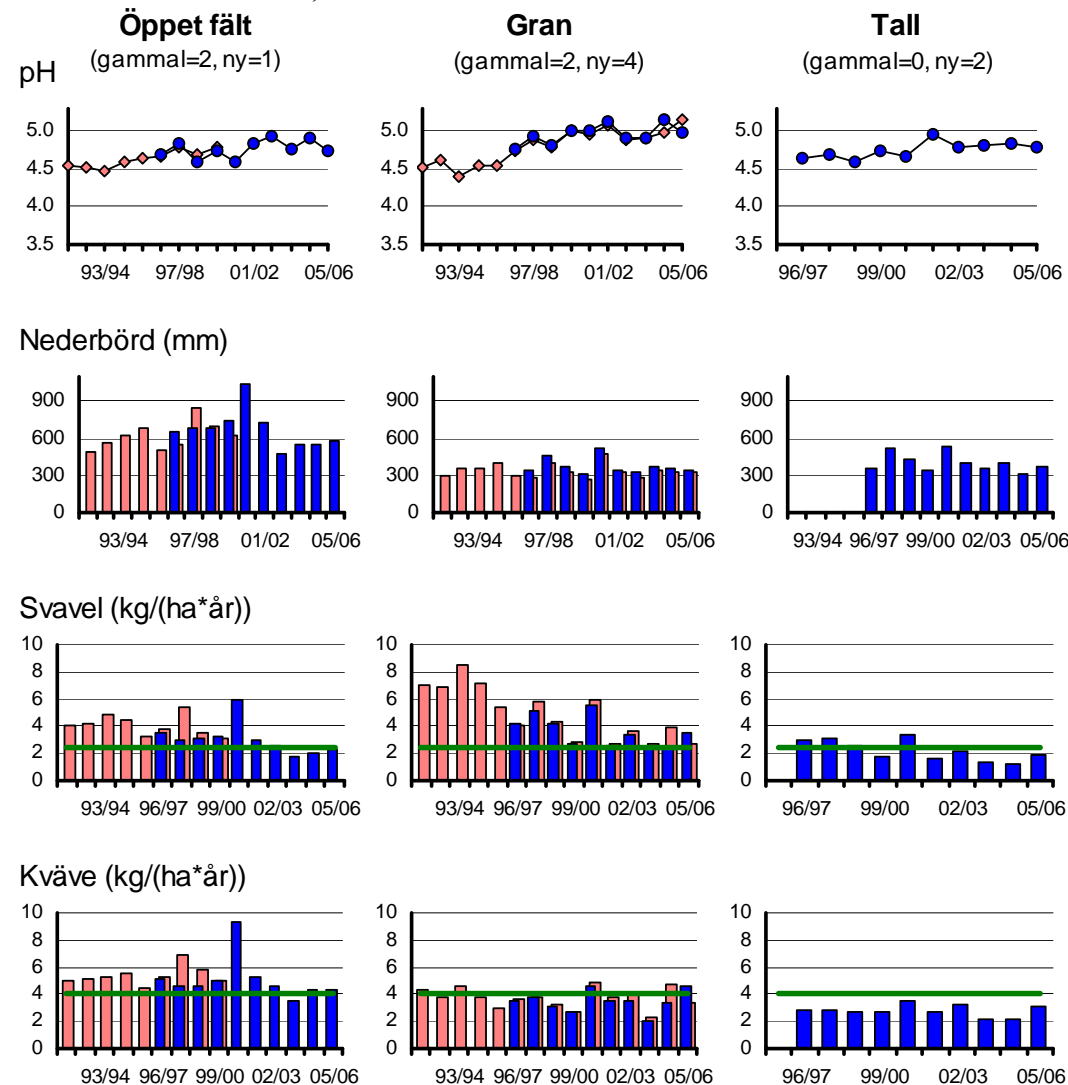 Öppet fält Gran Tall
(gammal=2, ny=1) (gammal=2, ny=4) (gammal=0, ny=2)
pH
5.0 5.0 5.0
4.5 4.5 4.5
4.0 4.0 4.0
3.5 3.5 3.5
93/94 97/98 01/02 05/06 93/94 97/98 01/02 05/06 96/97 99/00 02/03 05/06
Nederbörd (mm)
900 900 900
600 600 600
300 300 300
0 0 0
93/94 97/98 01/02 05/06 93/94 97/98 01/02 05/06 93/94 96/97 99/00 02/03 05/06
Svavel (kg/(ha*år))
10 10 10
8 8 8
6 6 6
4 4 4
2 2 2
0 0 0
93/94 96/97 99/00 02/03 05/06 93/94 96/97 99/00 02/03 05/06 96/97 99/00 02/03 05/06
Kväve (kg/(ha*år))
10 10 10
8 8 8
6 6 6
4 4 4
2 2 2
0 0 0
93/94 96/97 99/00 02/03 05/06 93/94 96/97 99/00 02/03 05/06 96/97 99/00 02/03 05/06